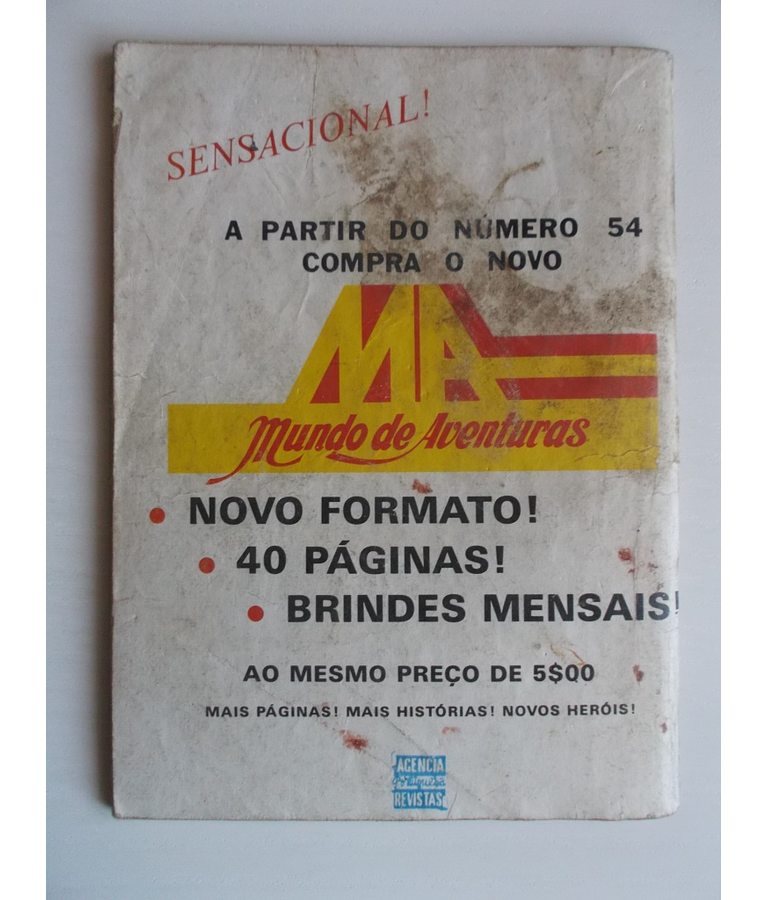 SENSACIONAL!
A PARTIR DO NÚMERO 54
COMPRA O NOVO
MA
Mundo de Aventuras
• NOVO FORMATO!
• 40 PÁGINAS!
• BRINDES MENSAIS!
AO MESMO PREÇO DE 5$00
MAIS PÁGINAS! MAIS HISTÓRIAS! NOVOS HERÓIS!
AGENCIA
Portuguesa
REVISTAS